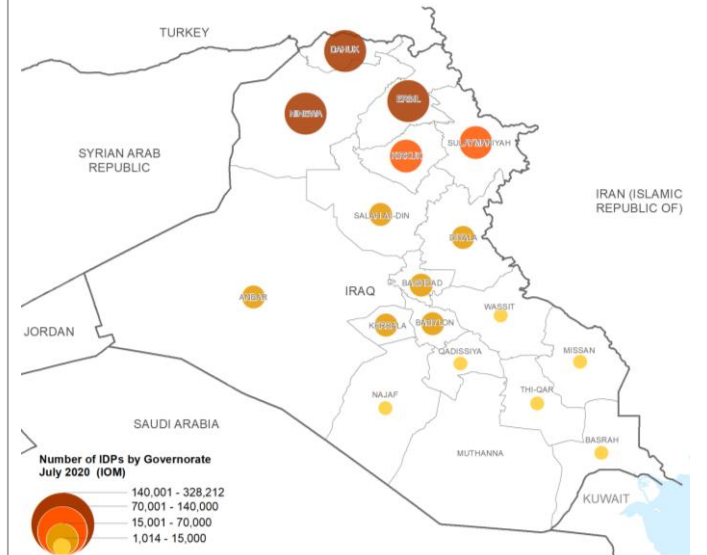 TURKEY
DAHUK
ERBIL
NINEWA
SULAYMANIYAH
KIRKUK
SYRIAN ARAB
REPUBLIC
IRAN (ISLAMIC
REPUBLIC OF)
SALAH AL-DIN
DIYALA
BAGHDAD
IRAQ
ANBAR
WASSIT
KERBALA
BABYLON
JORDAN
QADISSIYA
MISSAN
NAJAF
THI-QAR
SAUDI ARABIA
BASRAH
MUTHANNA
KUWAIT
Number of IDPs by Governorate
July 2020 (IOM)
140,001 - 328,212
70,001 - 140,000
15,001 - 70,000
1,014 - 15,000